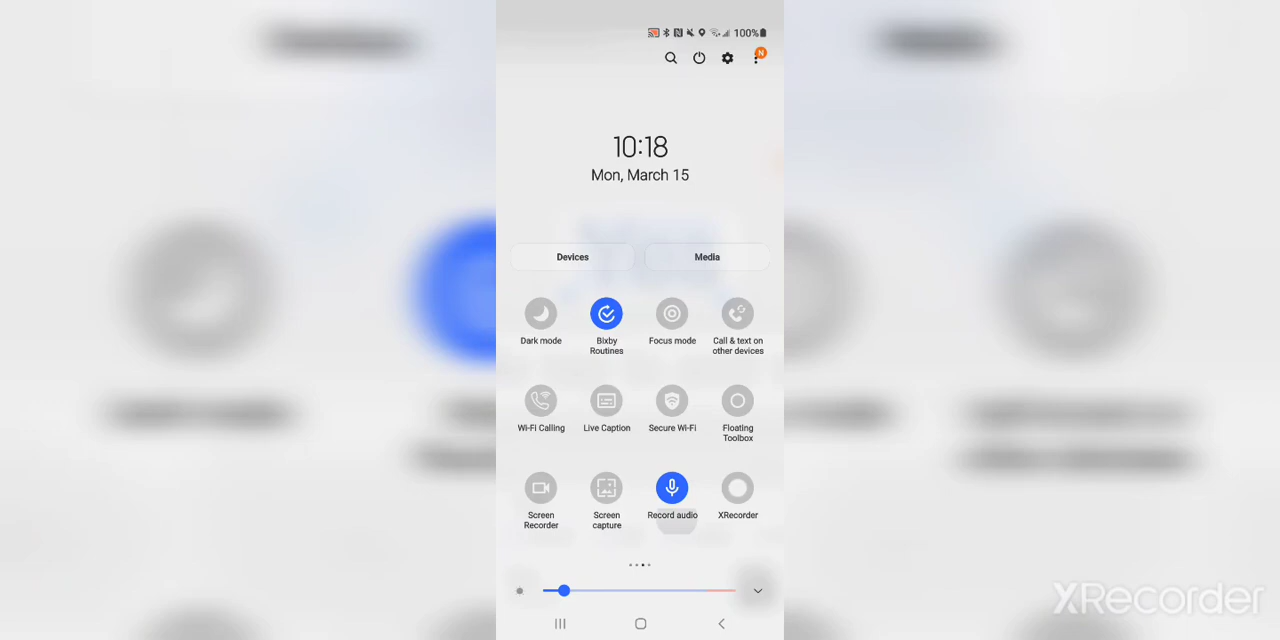 100%
N
10:18
Mon, March 15
Devices
Media
Dark mode
Bixby
Routines
Focus mode
Call & text on
other devices
Wi-Fi Calling
Live Caption
Secure Wi-Fi
Floating
Toolbox
Screen
Recorder
Screen
capture
Record audio
XRecorder
XRecorder